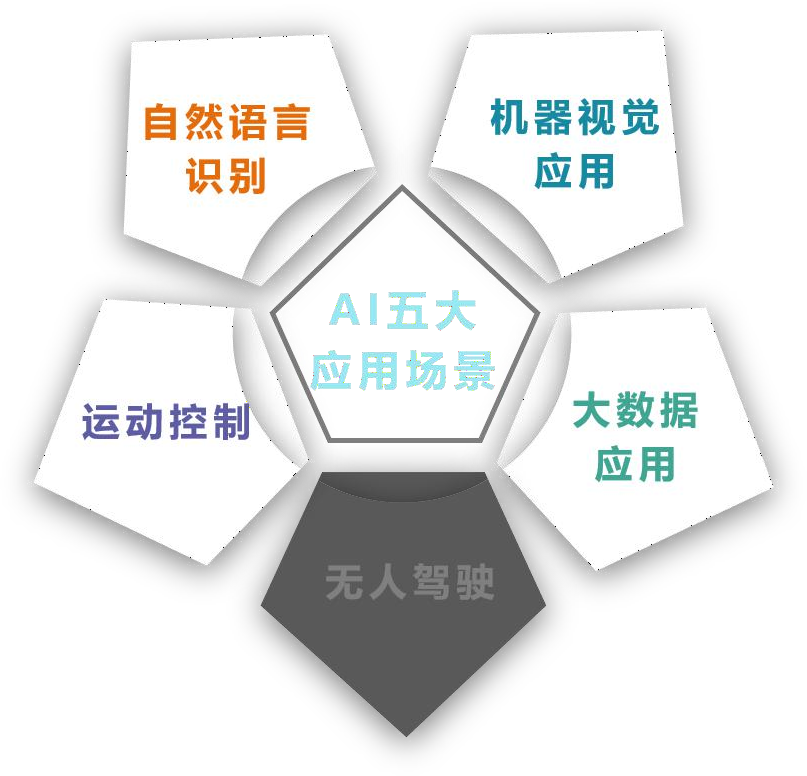 自然语言
识别
机器视觉
应用
AI五大
应用场景
运动控制
大数据
应用
无人驾驶